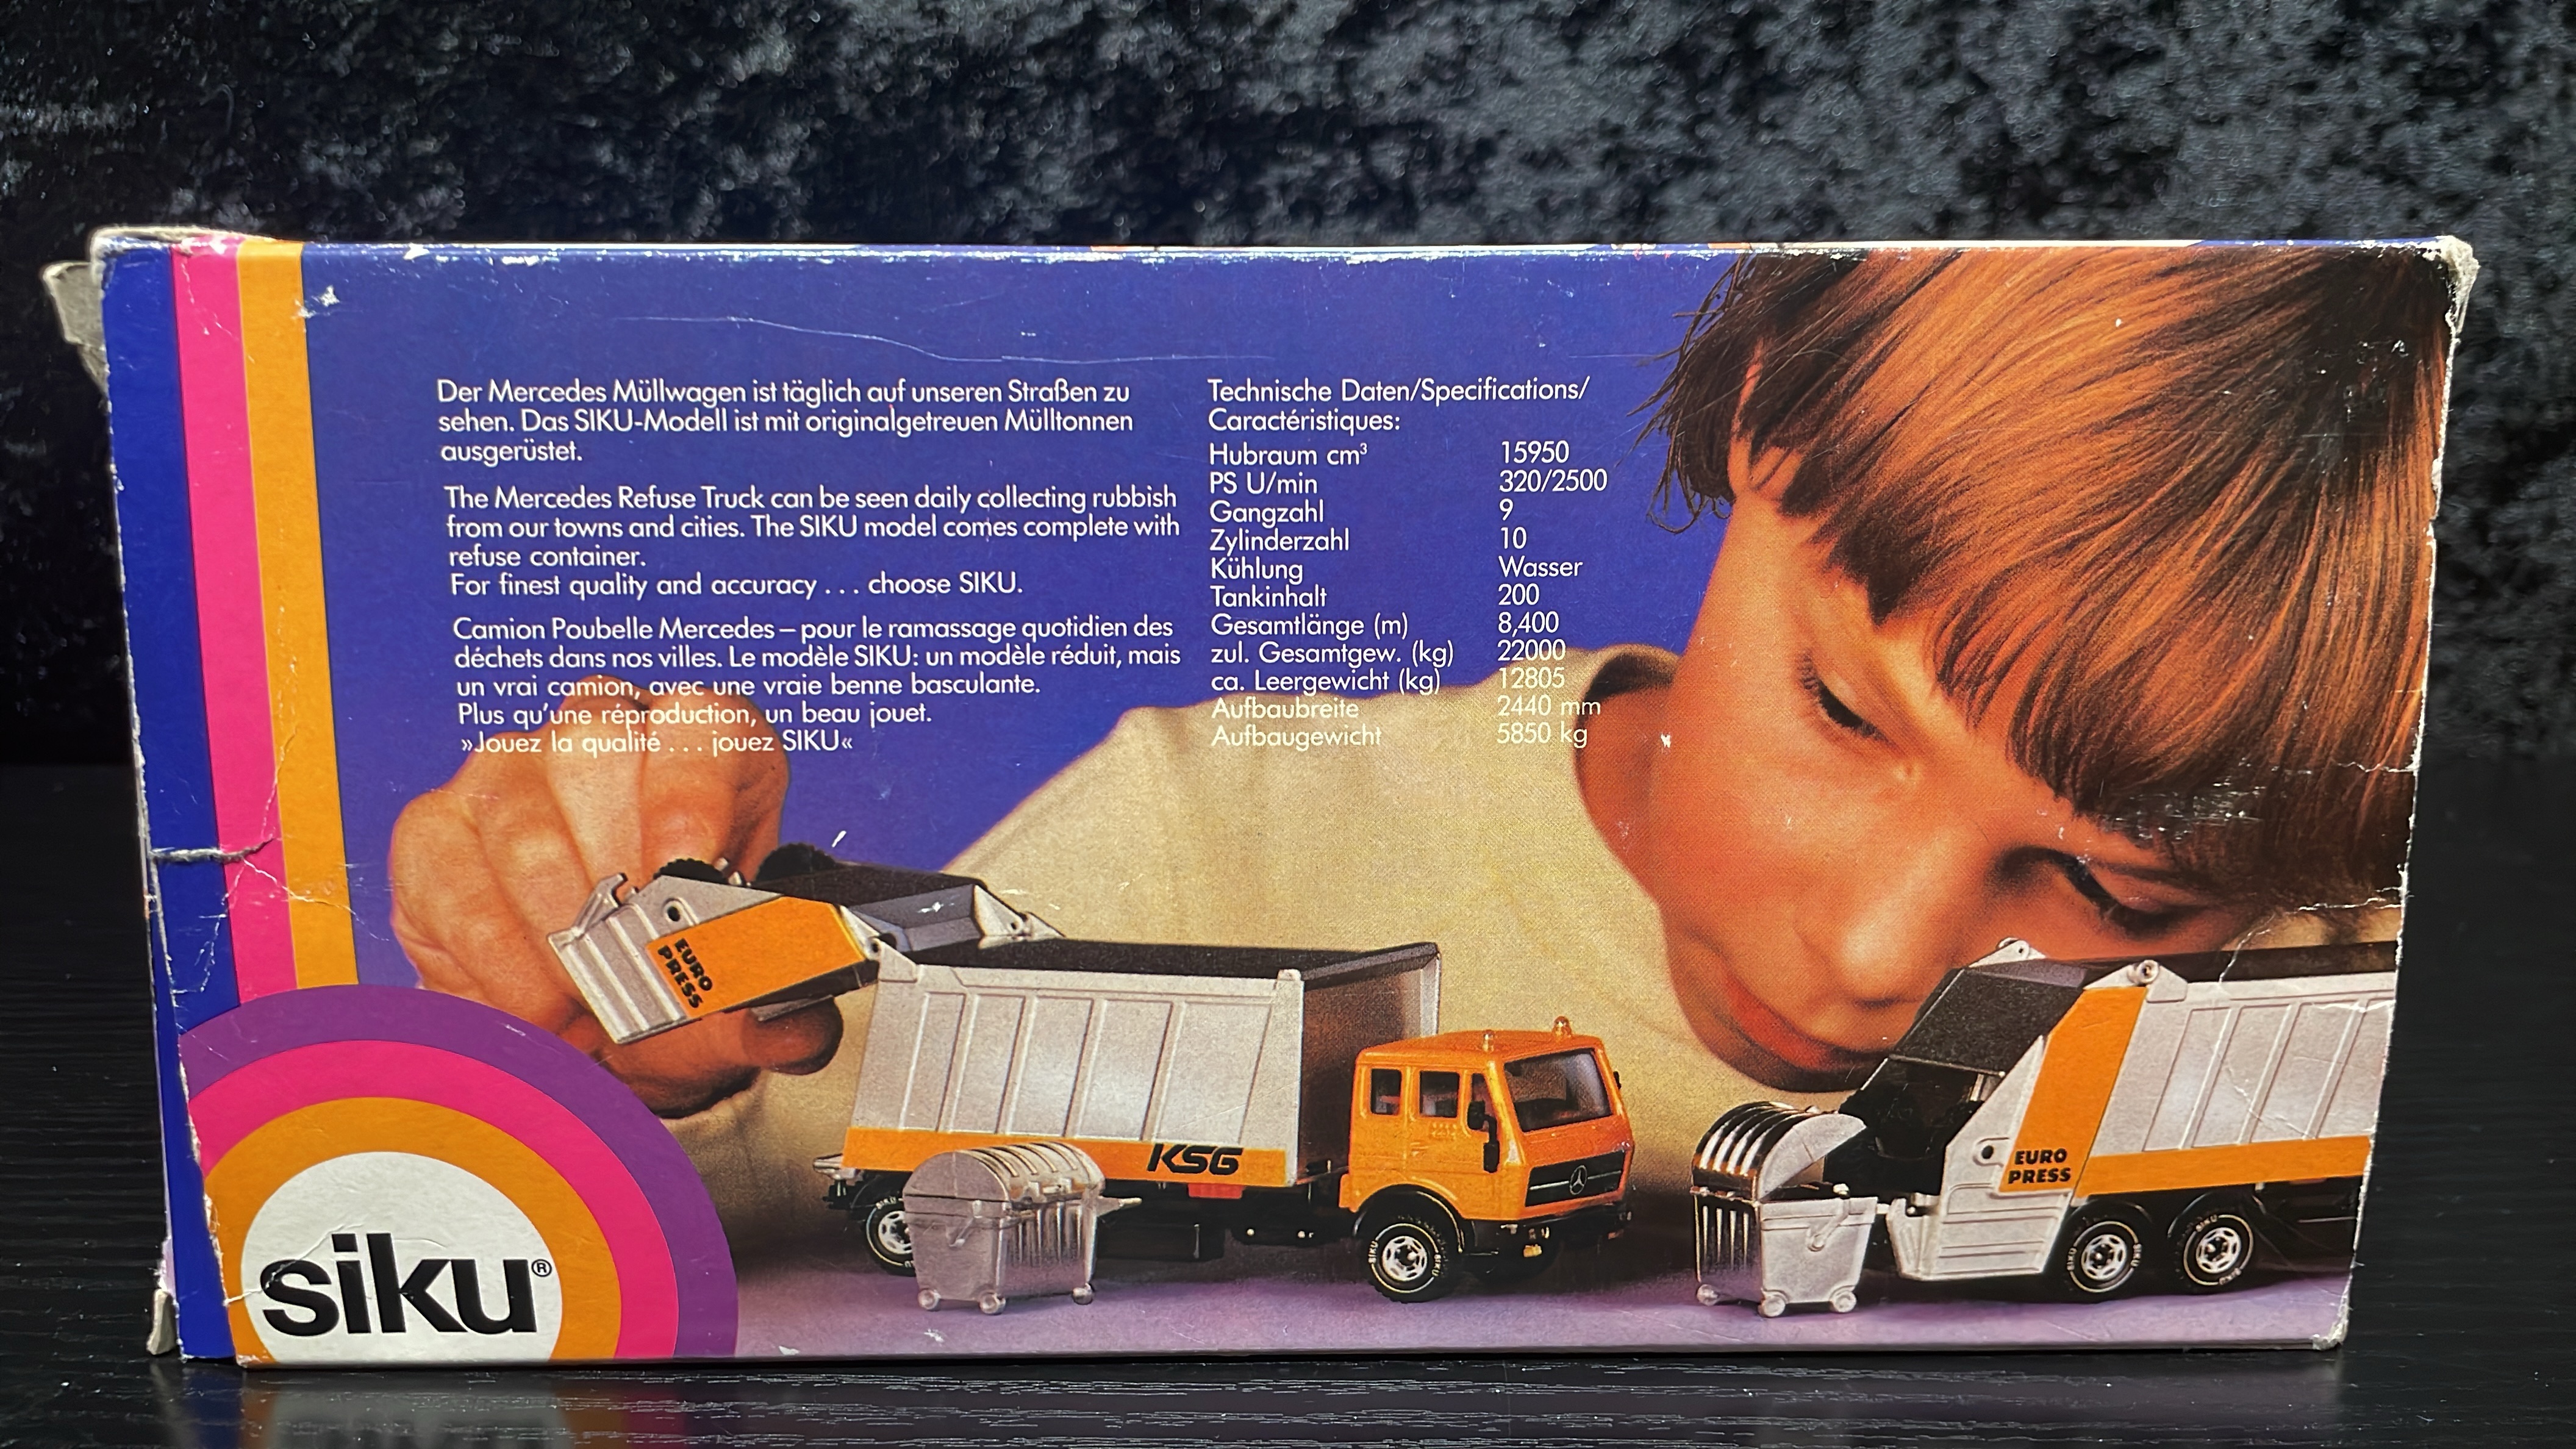 Der Mercedes Müllwagen ist täglich auf unseren Straßen zu
sehen. Das SIKU-Modell ist mit originalgetreuen Mülltonnen
ausgerüstet.
The Mercedes Refuse Truck can be seen daily collecting rubbish
from our towns and cities. The SIKU model comes complete with
refuse container.
For finest quality and accuracy . . . choose SIKU.
Camion Poubelle Mercedes – pour le ramassage quotidien des
déchets dans nos villes. Le modèle SIKU: un modèle réduit, mais
un vrai camion, avec une vraie benne basculante.
Plus qu'une réproduction, un beau jouet.
»Jouez la qualité . . . jouez SIKU«
Technische Daten/Specifications/
Caractéristiques:
Hubraum cm³ 15950
PS U/min 320/2500
Gangzahl 9
Zylinderzahl 10
Kühlung Wasser
Tankinhalt 200
Gesamtlänge (m) 8,400
zul. Gesamtgew. (kg) 22000
ca. Leergewicht (kg) 12805
Aufbaubreite 2440 mm
Aufbaugewicht 5850 kg
EURO
PRESS
KSG
EURO
PRESS
siku®